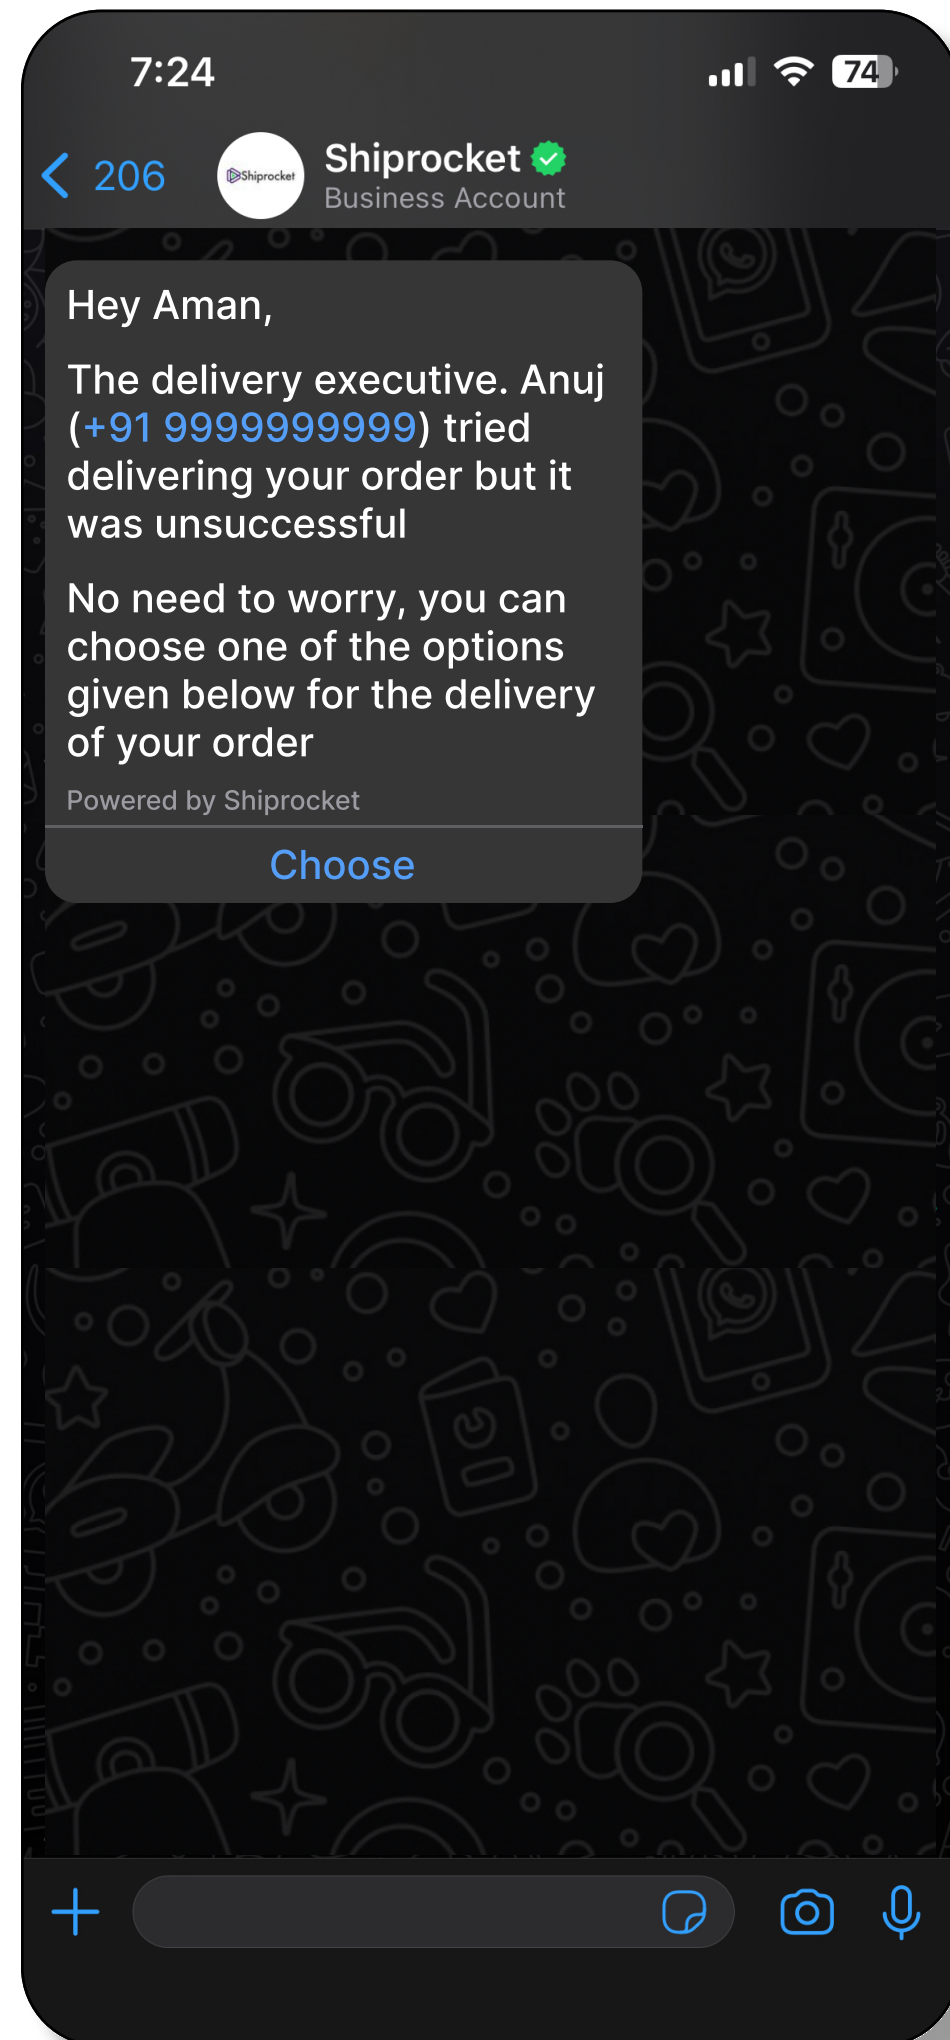 7:24
74
206
Shiprocket
Shiprocket
Business Account
Hey Aman,
The delivery executive. Anuj
(+91 9999999999) tried
delivering your order but it
was unsuccessful
No need to worry, you can
choose one of the options
given below for the delivery
of your order
Powered by Shiprocket
Choose